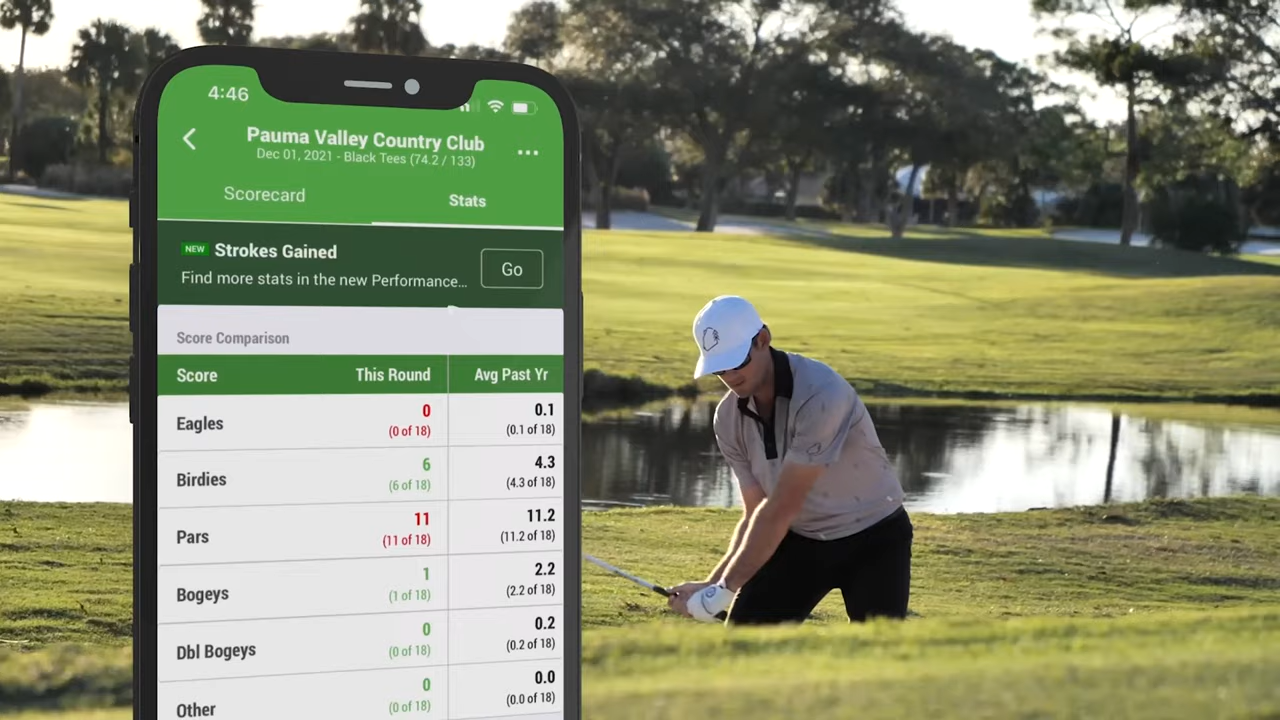 4:46
Pauma Valley Country Club
Dec 01, 2021 - Black Tees (74.2 / 133)
Scorecard Stats
NEW Strokes Gained
Find more stats in the new Performance...
Go
Score Comparison
Score This Round Avg Past Yr
Eagles 0 0.1
(0 of 18) (0.1 of 18)
Birdies 6 4.3
(6 of 18) (4.3 of 18)
Pars 11 11.2
(11 of 18) (11.2 of 18)
Bogeys 1 2.2
(1 of 18) (2.2 of 18)
Dbl Bogeys 0 0.2
(0 of 18) (0.2 of 18)
Other 0 0.0
(0 of 18) (0.0 of 18)